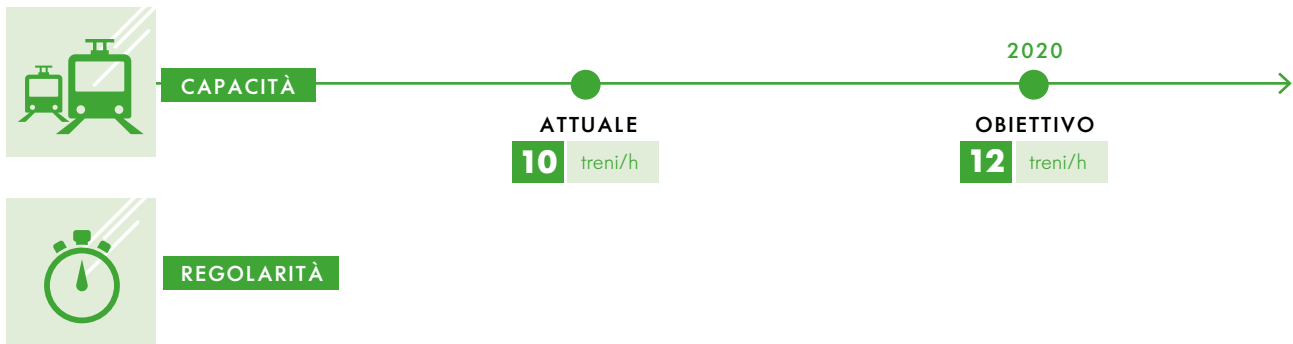 2020
CAPACITÀ
ATTUALE
OBIETTIVO
10 treni/h
12 treni/h
REGOLARITÀ